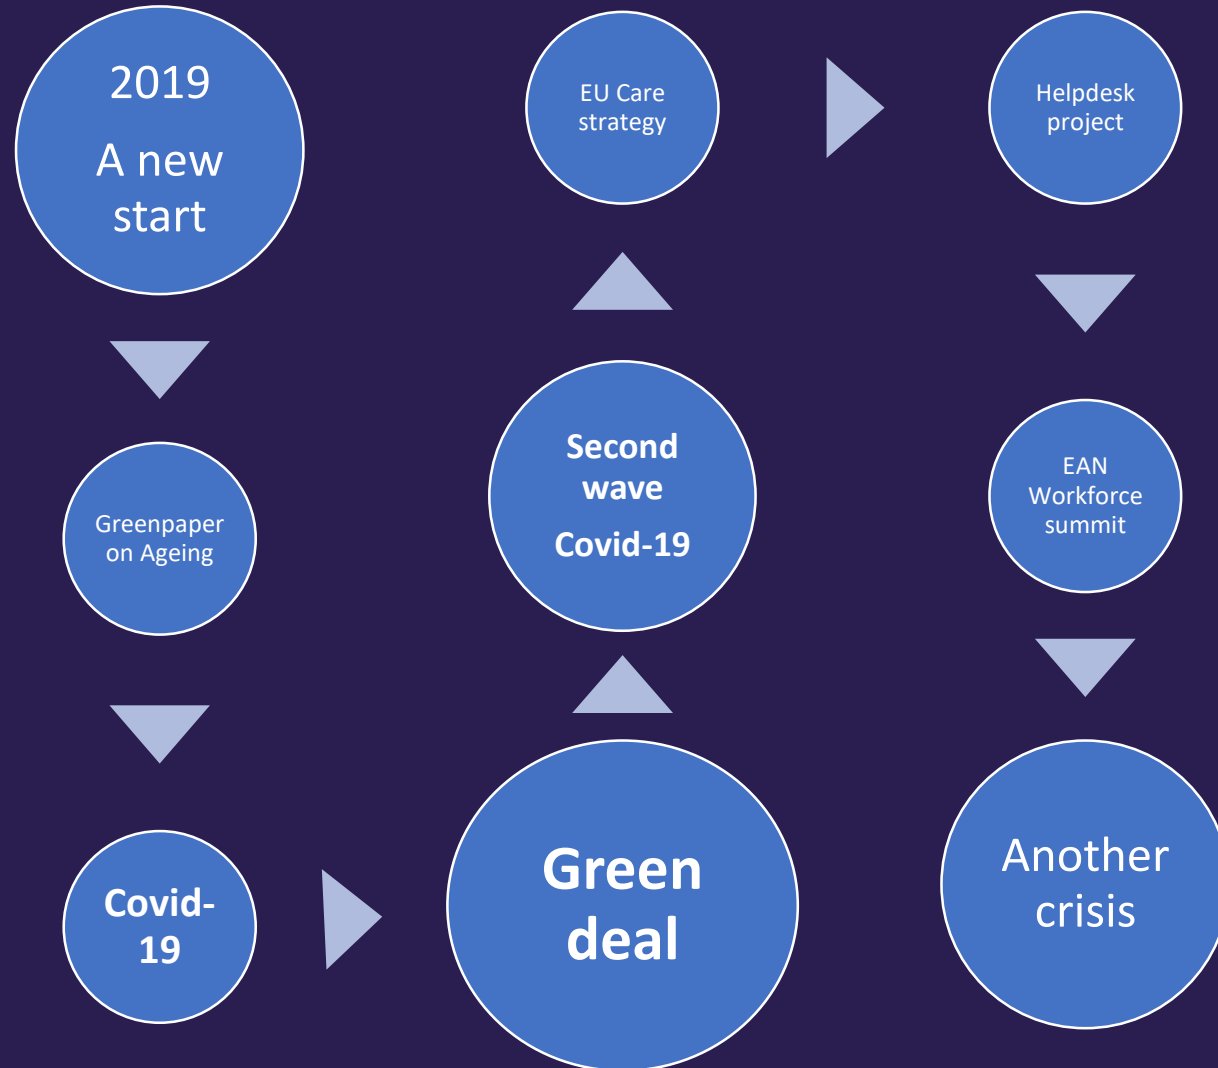 2019
A new
start
Greenpaper
on Ageing
Covid-
19
Green
deal
Second
wave
Covid-19
EU Care
strategy
Helpdesk
project
EAN
Workforce
summit
Another
crisis